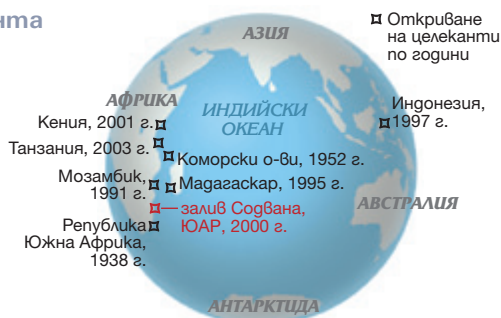 нта
Откриване
на целеканти
по години
АЗИЯ
АФРИКА
ИНДИЙСКИ
ОКЕАН
Индонезия,
1997 г.
Кения, 2001 г.
Танзания, 2003 г.
Коморски о-ви, 1952 г.
Мозамбик,
1991 г.
Мадагаскар, 1995 г.
АВСТРАЛИЯ
залив Содвана,
ЮАР, 2000 г.
Република
Южна Африка,
1938 г.
АНТАРКТИДА